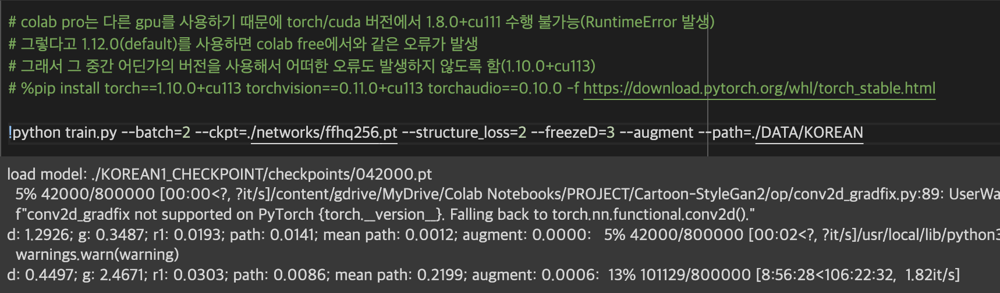 # colab pro는 다른 gpu를 사용하기 때문에 torch/cuda 버전에서 1.8.0+cu111 수행 불가능(RuntimeError 발생)
# 그렇다고 1.12.0(default)를 사용하면 colab free에서와 같은 오류가 발생
# 그래서 그 중간 어딘가의 버전을 사용해서 어떠한 오류도 발생하지 않도록 함(1.10.0+cu113)
# %pip install torch==1.10.0+cu113 torchvision==0.11.0+cu113 torchaudio==0.10.0 -f https://download.pytorch.org/whl/torch_stable.html
!python train.py --batch=2 --ckpt=./networks/ffhq256.pt --structure_loss=2 --freezeD=3 --augment --path=./DATA/KOREAN
load model: ./KOREAN1_CHECKPOINT/checkpoints/042000.pt
5% 42000/800000 [00:00<?, ?it/s]/content/gdrive/MyDrive/Colab Notebooks/PROJECT/Cartoon-StyleGan2/op/conv2d_gradfix.py:89: UserWa
f"conv2d_gradfix not supported on PyTorch {torch.__version__}. Falling back to torch.nn.functional.conv2d()."
d: 1.2926; g: 0.3487; r1: 0.0193; path: 0.0141; mean path: 0.0012; augment: 0.0000:   5% 42000/800000 [00:02<?, ?it/s]/usr/local/lib/python3
warnings.warn(warning)
d: 0.4497; g: 2.4671; r1: 0.0303; path: 0.0086; mean path: 0.2199; augment: 0.0006:  13% 101129/800000 [8:56:28<106:22:32,  1.82it/s]